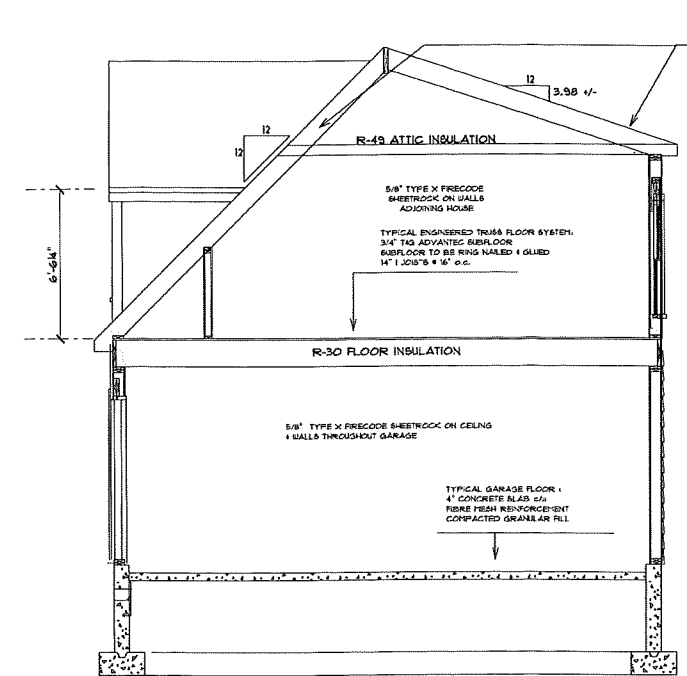 12
3.98 +/-
12
12
R-49 ATTIC INSULATION
5/8" TYPE X FIRECODE
SHEETROCK ON WALLS
ADJOINING HOUSE
TYPICAL ENGINEERED TRUSS FLOOR SYSTEM:
3/4" T&G ADVANTEC SUBFLOOR
SUBFLOOR TO BE RING NAILED & GLUED
14" I JOISTS @ 16" o.c.
6'-6 1/4"
R-30 FLOOR INSULATION
5/8" TYPE X FIRECODE SHEETROCK ON CEILING
& WALLS THROUGHOUT GARAGE
TYPICAL GARAGE FLOOR :
4" CONCRETE SLAB c/w
FIBRE MESH REINFORCEMENT
COMPACTED GRANULAR FILL